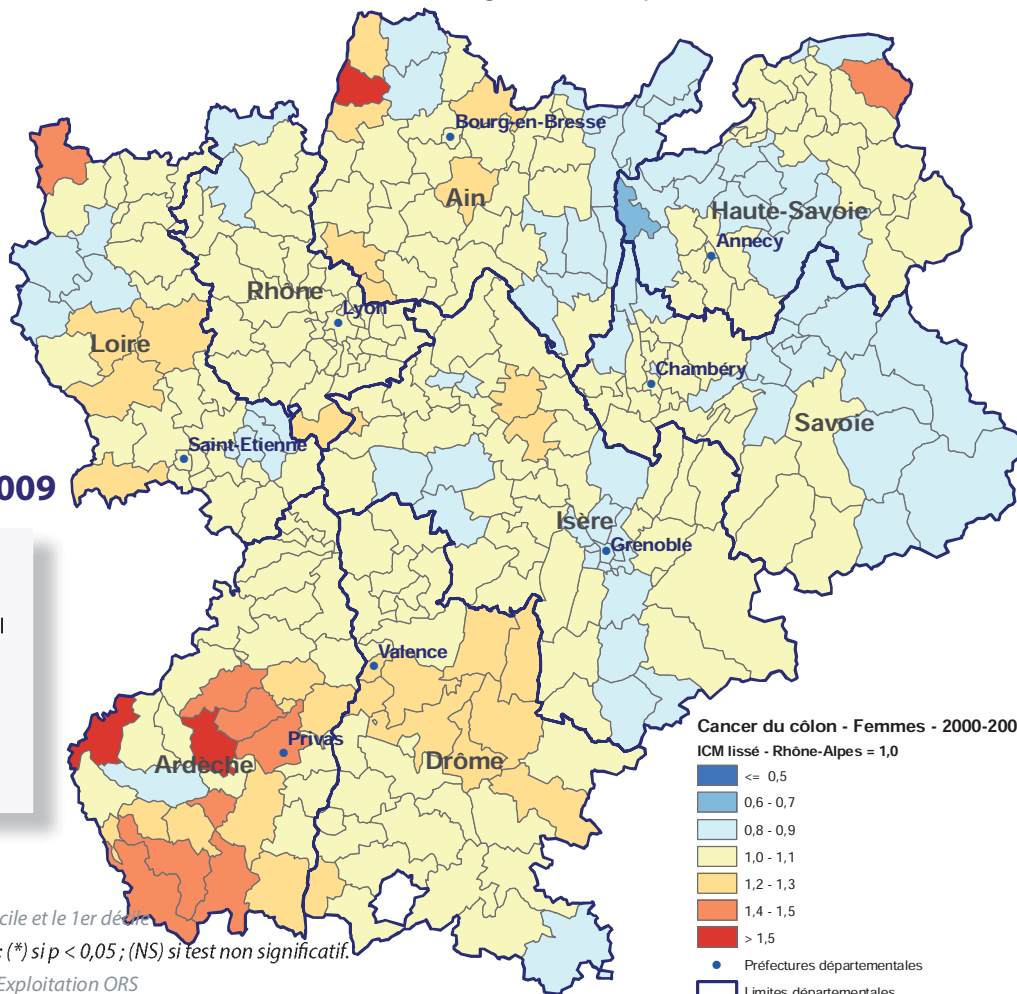 Bourg-en-Bresse
Ain
Haute-Savoie
Annecy
Rhône
Lyon
Loire
Chambéry
Savoie
Saint-Etienne
009
Isère
Grenoble
Valence
Privas
Ardèche
Drôme
Cancer du côlon - Femmes - 2000-200
ICM lissé - Rhône-Alpes = 1,0
<= 0,5
0,6 - 0,7
0,8 - 0,9
1,0 - 1,1
1,2 - 1,3
1,4 - 1,5
> 1,5
Préfectures départementales
Limites départementales
cile et le 1er décile
: (*) si p < 0,05 ; (NS) si test non significatif.
Exploitation ORS